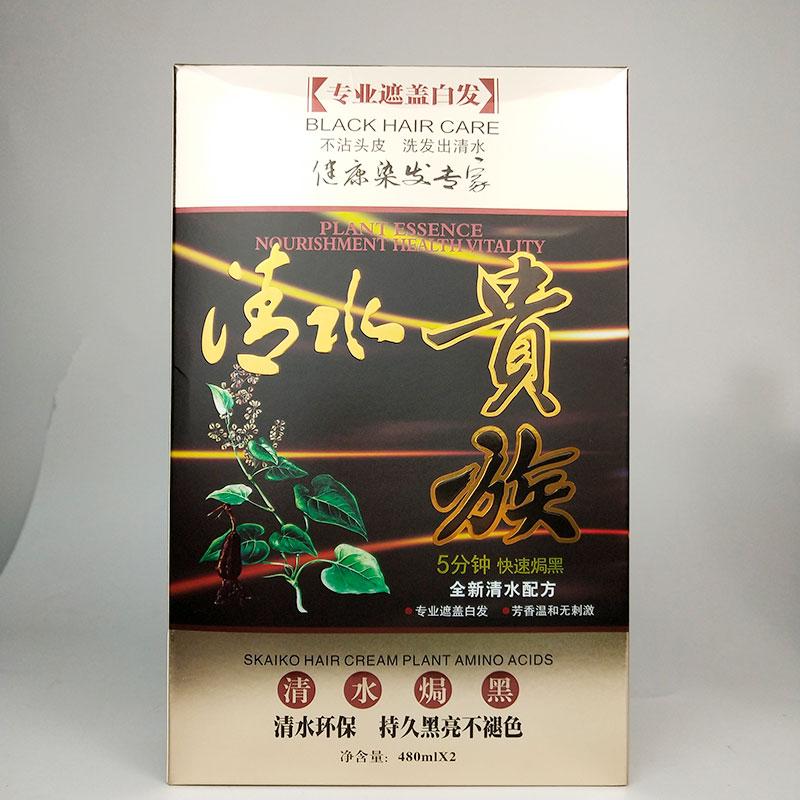 专业遮盖白发
BLACK HAIR CARE
不沾头皮 洗发出清水
健康染发专家
PLANT ESSENCE
NOURISHMENT HEALTH VITALITY
清水 貴
族
5分钟 快速焗黑
全新清水配方
专业遮盖白发 芳香温和无刺激
SKAIKO HAIR CREAM PLANT AMINO ACIDS
清水焗黑
清水环保 持久黑亮不褪色
净含量：480mlX2